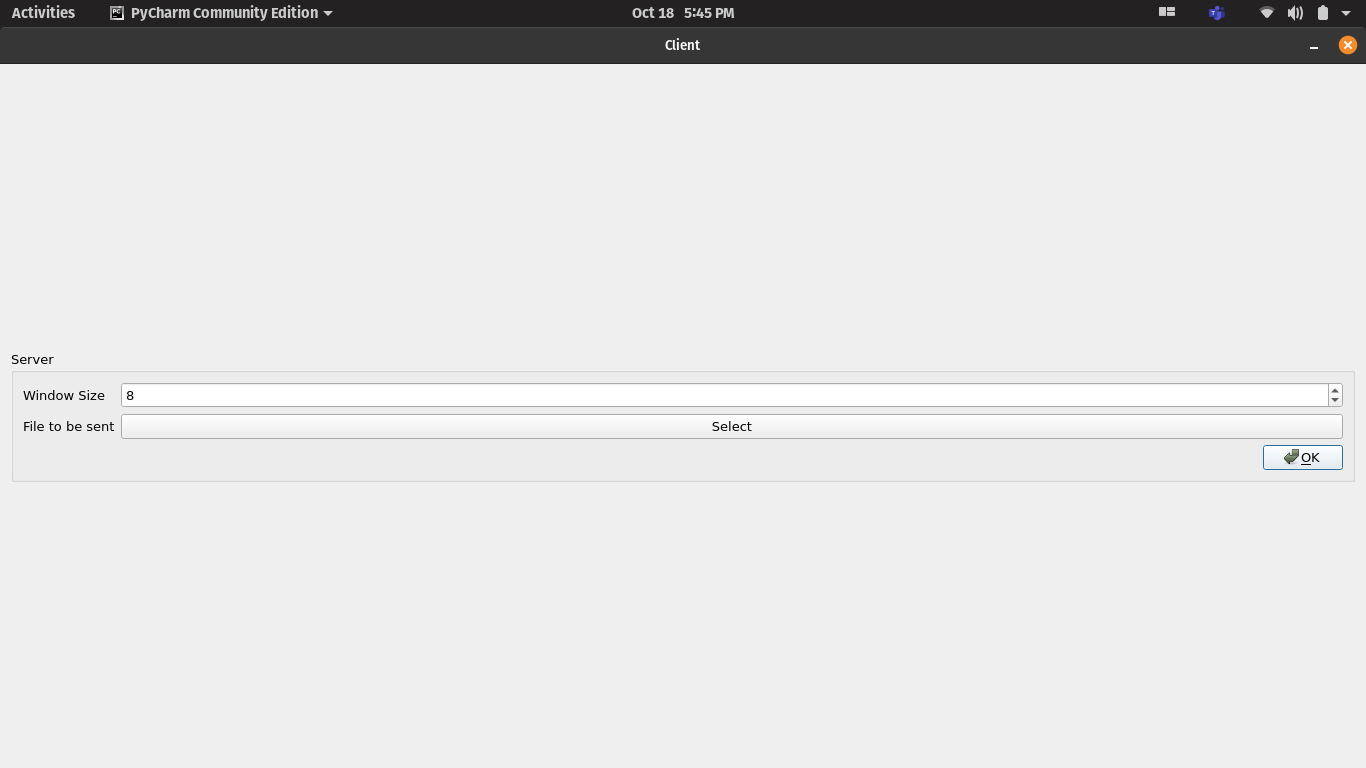 Activities PyCharm Community Edition Oct 18 5:45 PM
Client
Server
Window Size 8
File to be sent Select
OK